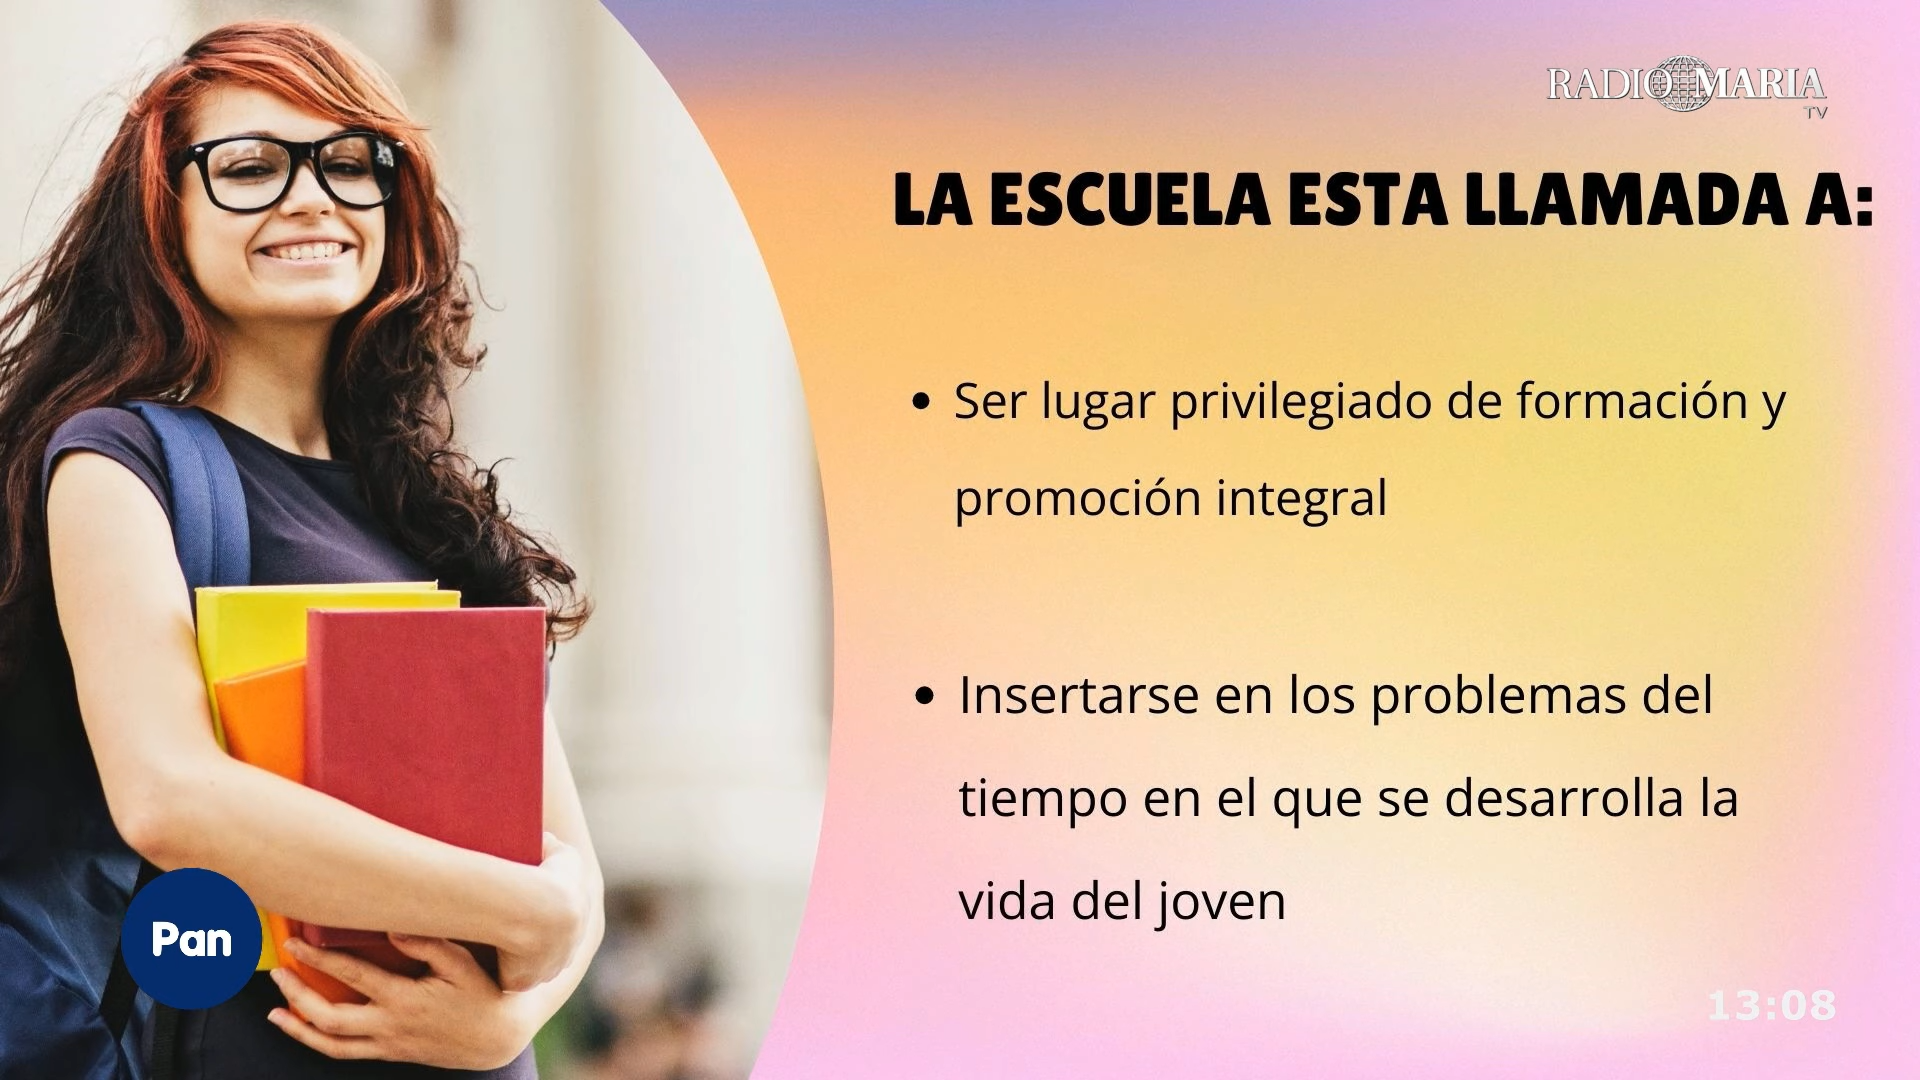 RADIO MARIA
TV
LA ESCUELA ESTA LLAMADA A:
• Ser lugar privilegiado de formación y
promoción integral
• Insertarse en los problemas del
tiempo en el que se desarrolla la
vida del joven
Pan
13:08